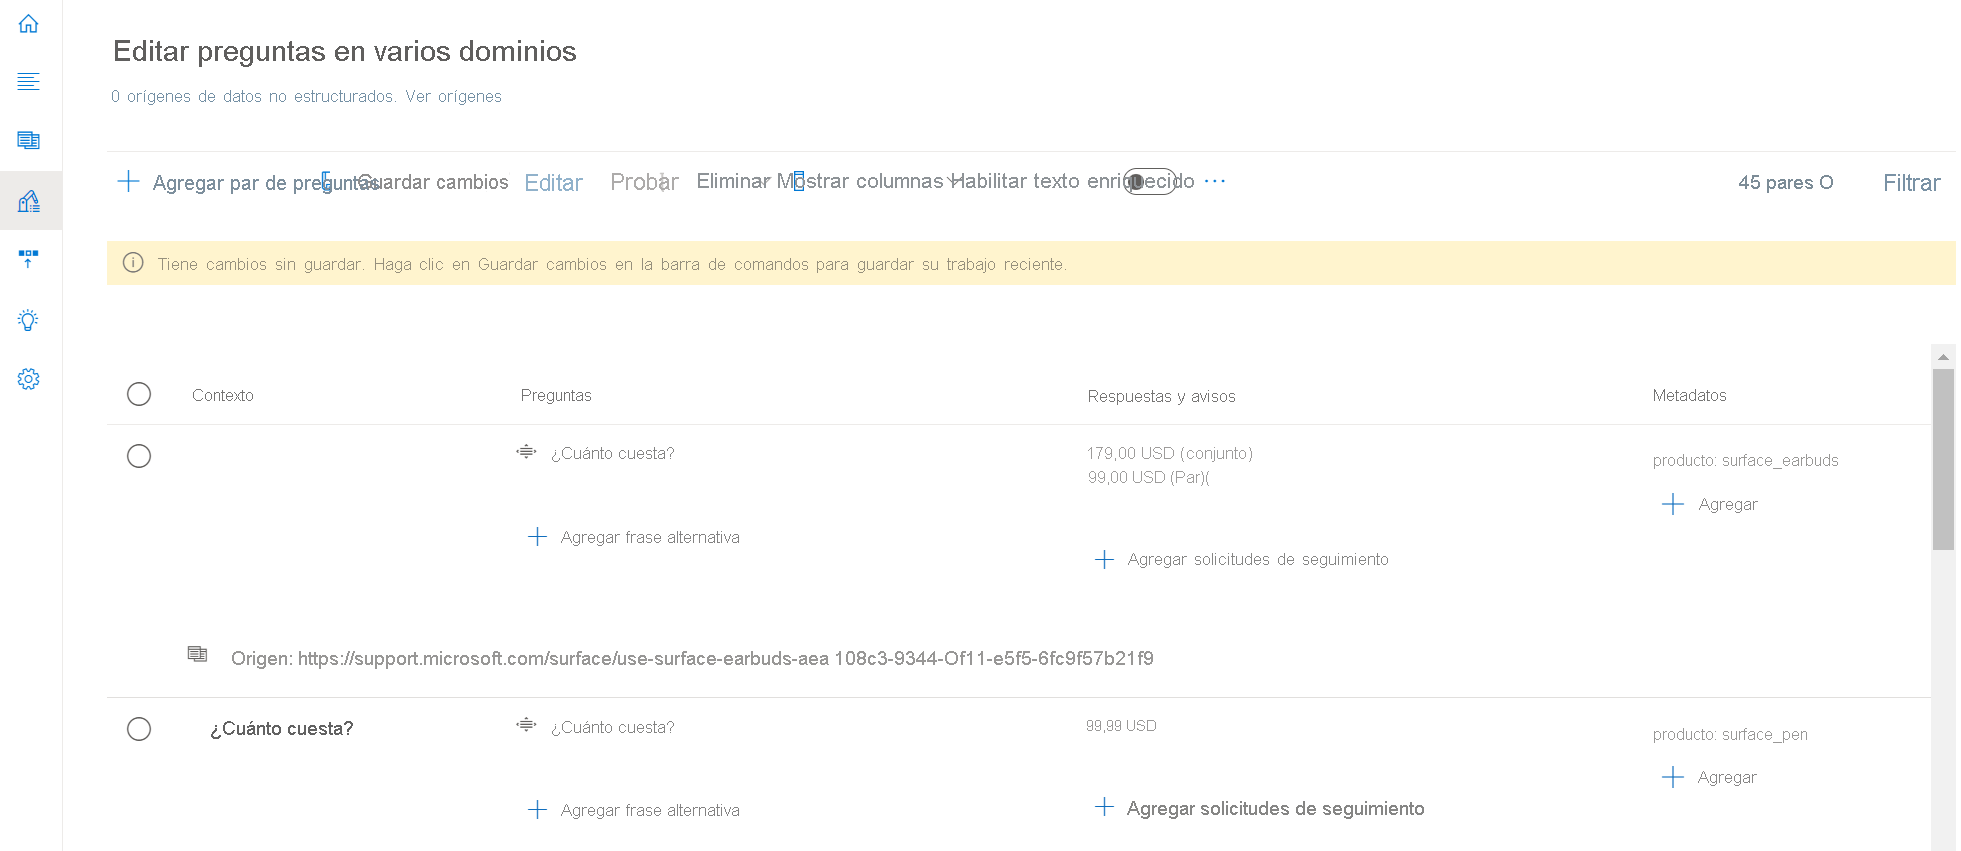 Editar preguntas en varios dominios
0 orígenes de datos no estructurados. Ver orígenes
Agregar par de preguntas Guardar cambios Editar Probar Eliminar Mostrar columnas Habilitar texto enriquecido ... 45 pares O Filtrar
Tiene cambios sin guardar. Haga clic en Guardar cambios en la barra de comandos para guardar su trabajo reciente.
Contexto Preguntas Respuestas y avisos Metadatos
¿Cuánto cuesta? 179,00 USD (conjunto) producto: surface_earbuds
99,00 USD (Par)(
Agregar
Agregar frase alternativa
Agregar solicitudes de seguimiento
Origen: https://support.microsoft.com/surface/use-surface-earbuds-aea 108c3-9344-Of11-e5f5-6fc9f57b21f9
¿Cuánto cuesta? ¿Cuánto cuesta? 99,99 USD producto: surface_pen
Agregar
Agregar frase alternativa Agregar solicitudes de seguimiento